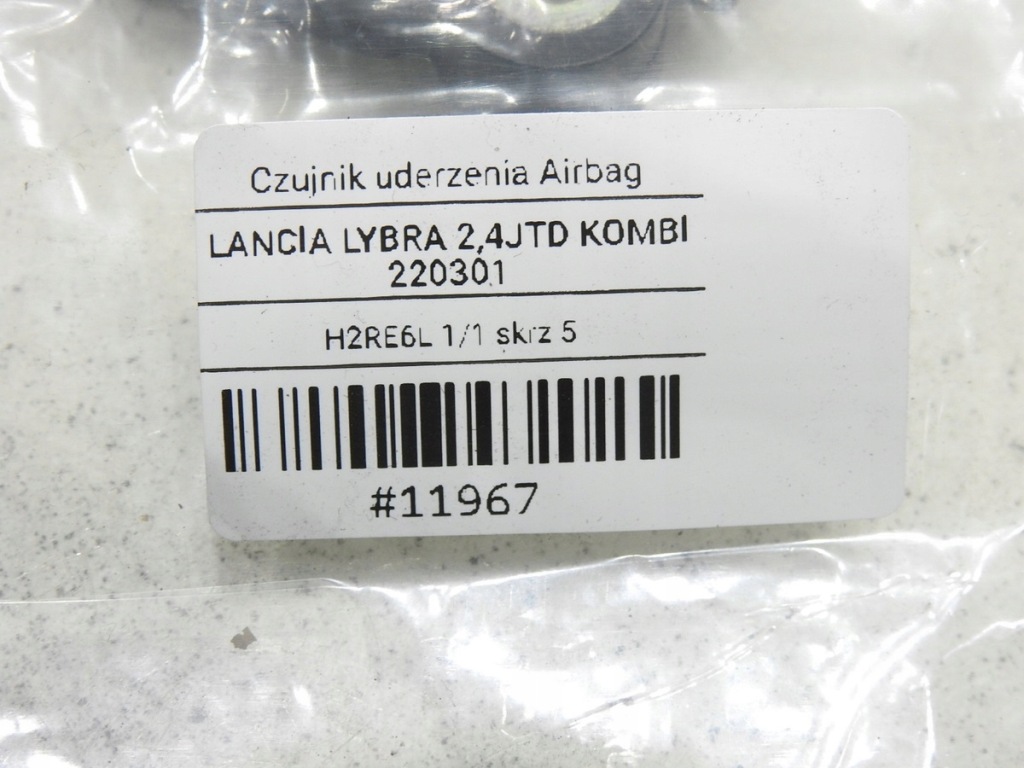 Czujnik uderzenia Airbag
LANCIA LYBRA 2,4JTD KOMBI
220301
H2RE6L 1/1 skrz 5
#11967